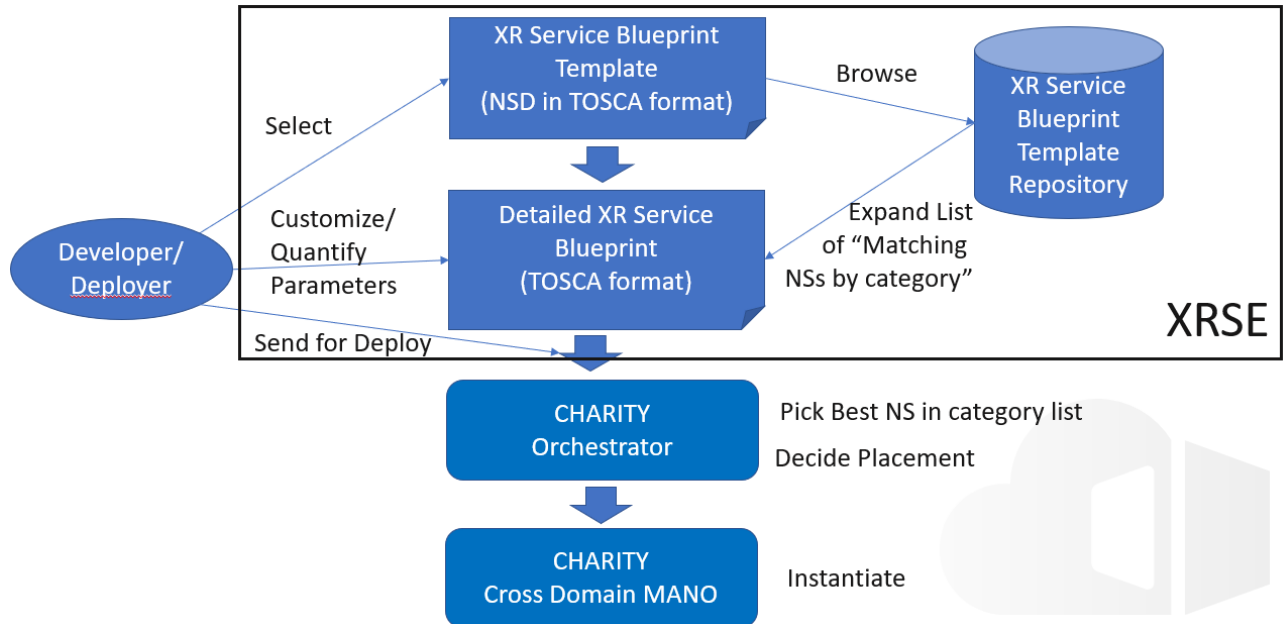 XR Service Blueprint
Template
(NSD in TOSCA format)
Browse
XR Service
Blueprint
Template
Repository
Select
Customize/
Quantify
Parameters
Detailed XR Service
Blueprint
(TOSCA format)
Expand List
of “Matching
NSs by category”
Developer/
Deployer
XRSE
Send for Deploy
CHARITY
Orchestrator
Pick Best NS in category list
Decide Placement
CHARITY
Cross Domain MANO
Instantiate